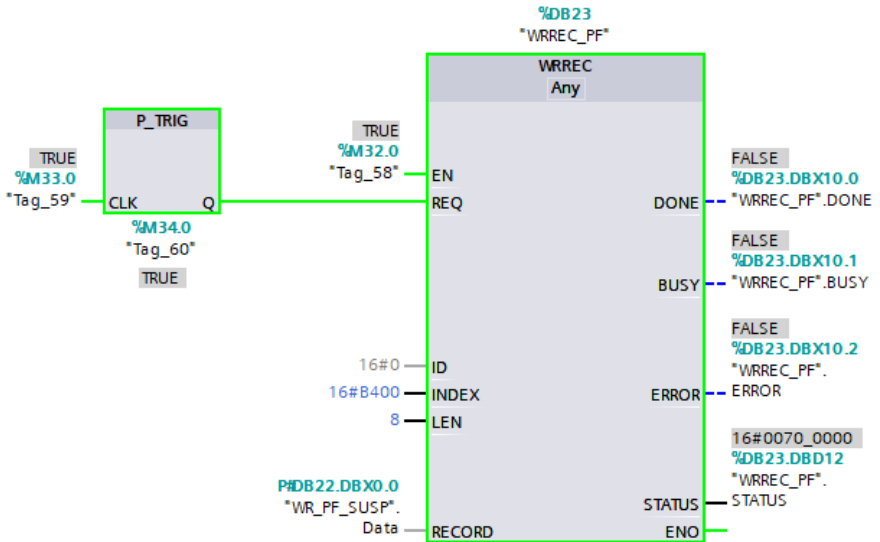 %DB23
"WRREC_PF"
WRREC
Any
P_TRIG
TRUE
%M33.0
"Tag_59"
CLK
Q
%M34.0
"Tag_60"
TRUE
TRUE
%M32.0
"Tag_58"
EN
REQ
16#0
ID
16#B400
INDEX
8
LEN
P#DB22.DBX0.0
"WR_PF_SUSP".
Data
RECORD
FALSE
%DB23.DBX10.0
DONE
"WRREC_PF".DONE
FALSE
%DB23.DBX10.1
BUSY
"WRREC_PF".BUSY
FALSE
%DB23.DBX10.2
"WRREC_PF".
ERROR
ERROR
16#0070_0000
%DB23.DBD12
"WRREC_PF".
STATUS
STATUS
ENO